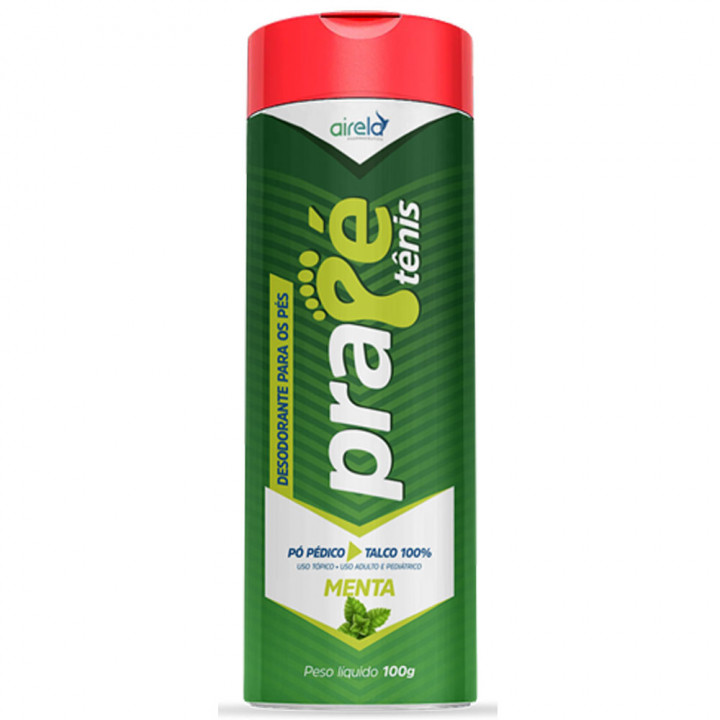 airela
praPé
tênis
DESODORANTE PARA OS PÉS
PÓ PÉDICO TALCO 100%
USO TÓPICO • USO ADULTO E PEDIÁTRICO
MENTA
Peso líquido 100g